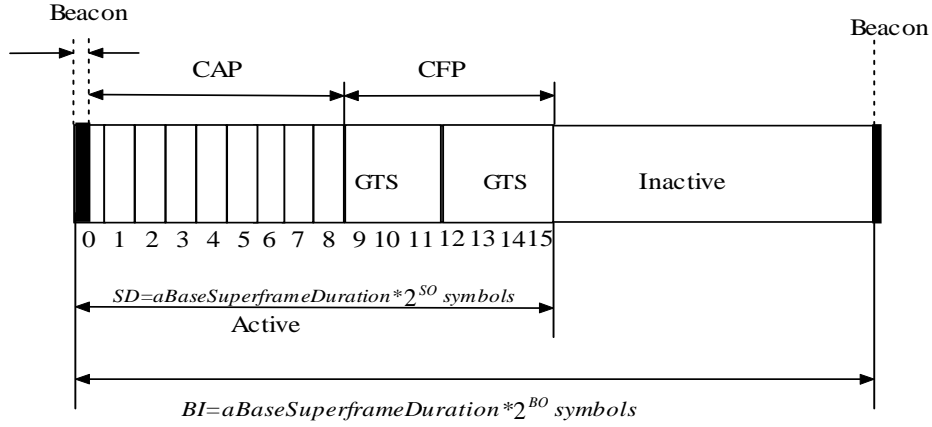 Beacon
Beacon
CAP CFP
GTS GTS Inactive
0 1 2 3 4 5 6 7 8 9 10 11 12 13 14 15
SD=aBaseSuperframeDuration*2^SO symbols
Active
BI=aBaseSuperframeDuration*2^BO symbols